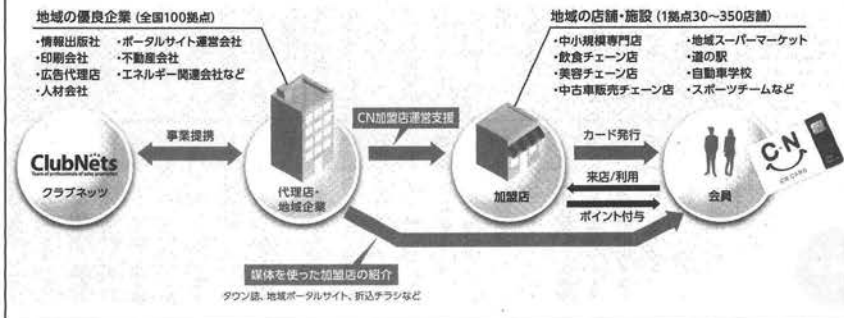 地域の優良企業 (全国100拠点)
・情報出版社 ・ポータルサイト運営会社
・印刷会社 ・不動産会社
・広告代理店 ・エネルギー関連会社など
・人材会社
地域の店舗・施設 (1拠点30〜350店舗)
・中小規模専門店 ・地域スーパーマーケット
・飲食チェーン店 ・道の駅
・美容チェーン店 ・自動車学校
・中古車販売チェーン店 ・スポーツチームなど
ClubNets
クラブネッツ
事業提携
代理店・
地域企業
CN加盟店運営支援
加盟店
カード発行
来店/利用
ポイント付与
会員
C・N
媒体を使った加盟店の紹介
タウン誌、地域ポータルサイト、折込チラシなど